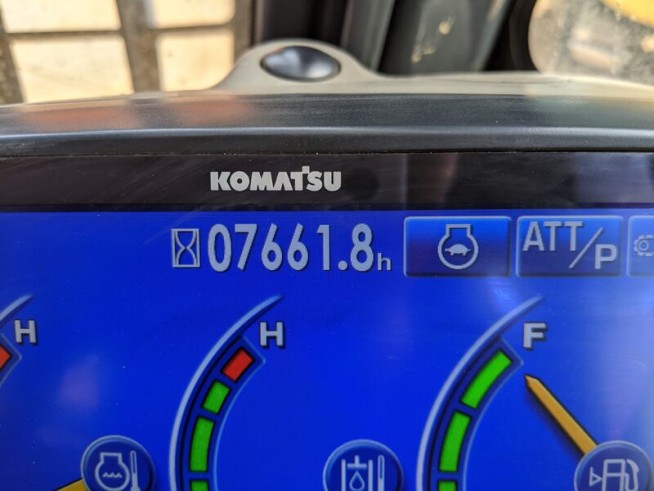 KOMATSU
07661.8h
ATT/P
H
H
F